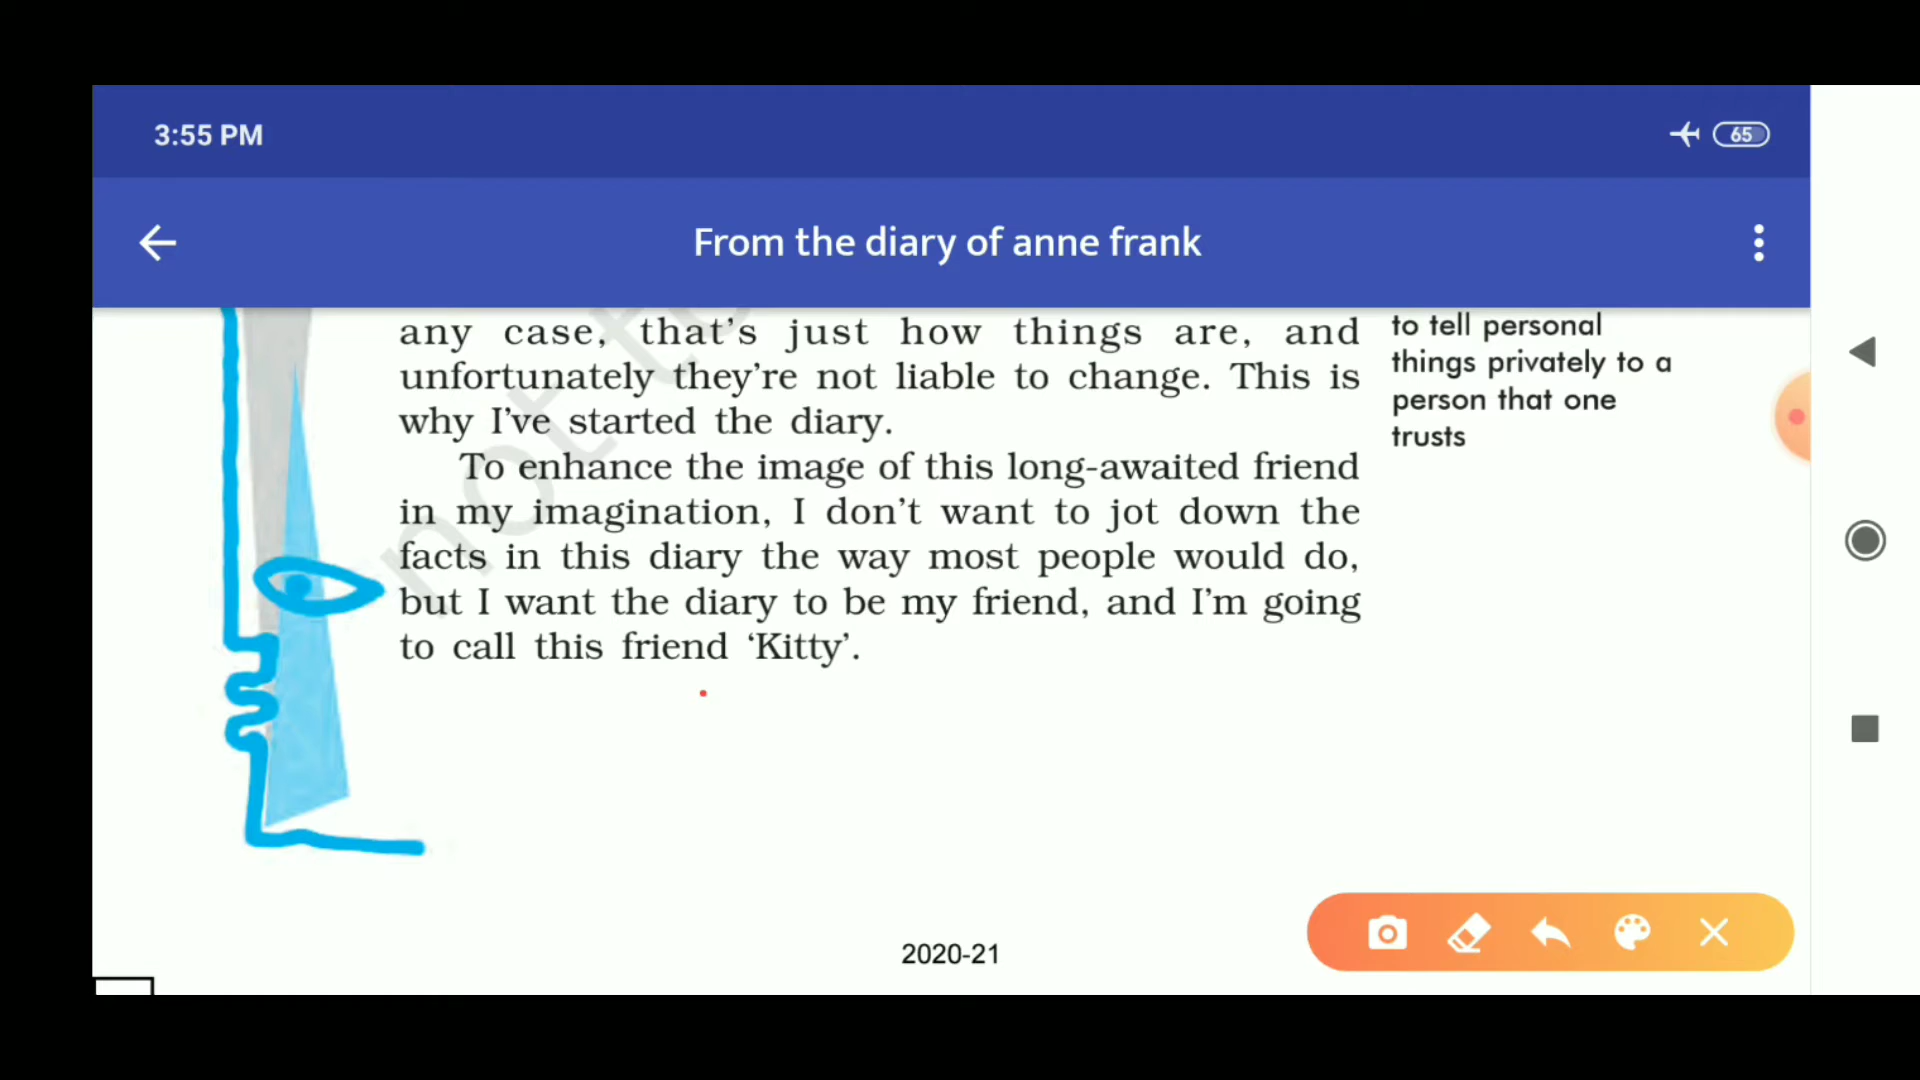 3:55 PM
65
From the diary of anne frank
any case, that's just how things are, and
unfortunately they're not liable to change. This is
why I've started the diary.
To enhance the image of this long-awaited friend
in my imagination, I don't want to jot down the
facts in this diary the way most people would do,
but I want the diary to be my friend, and I'm going
to call this friend ‘Kitty’.
to tell personal
things privately to a
person that one
trusts
not to
2020-21